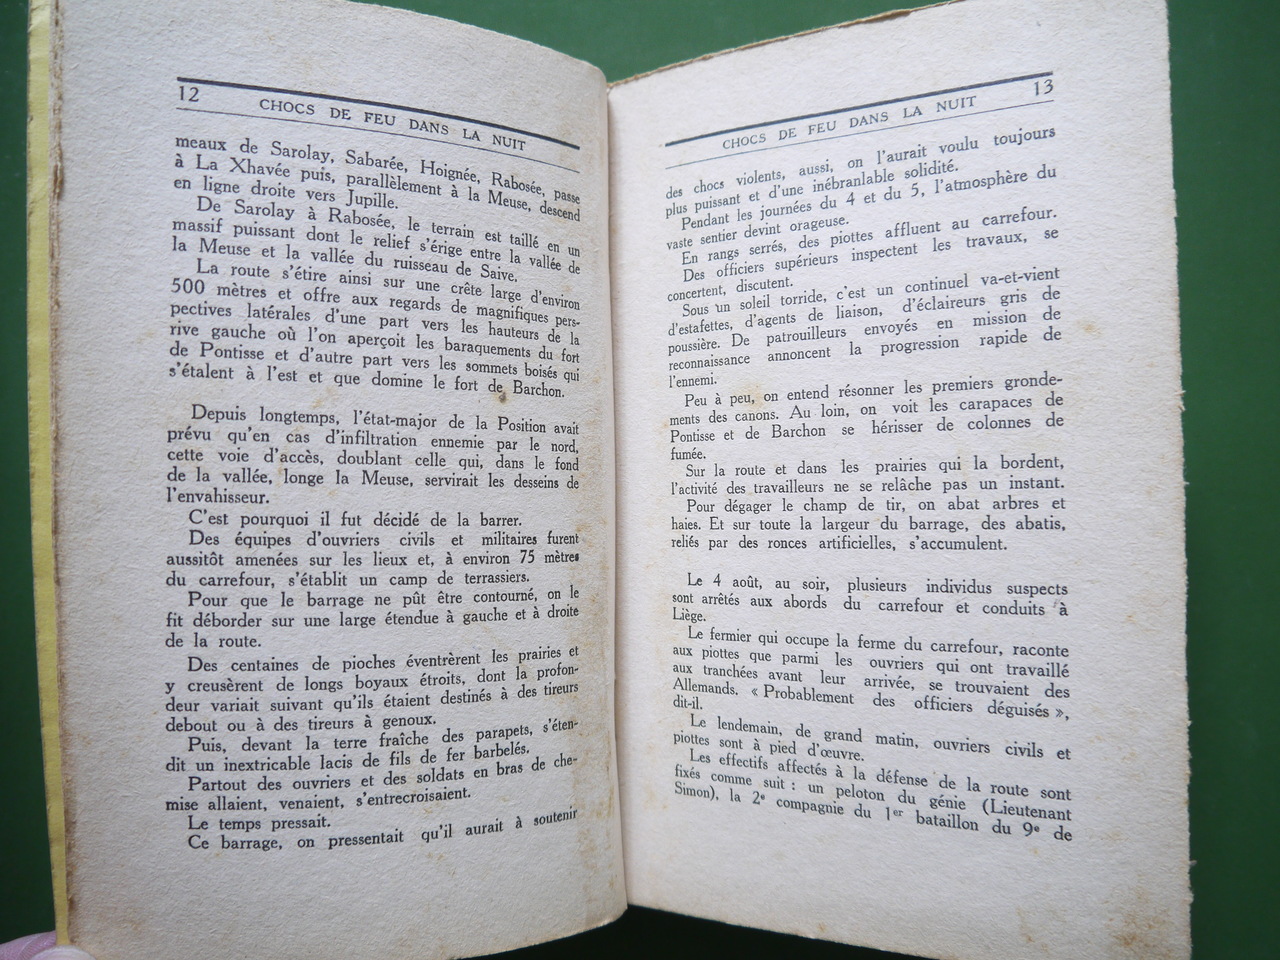 12
CHOCS DE FEU DANS LA NUIT
meaux de Sarolay, Sabarée, Hoignée, Rabosée, passe
à La Xhavée puis, parallèlement à la Meuse, descend
en ligne droite vers Jupille.
De Sarolay à Rabosée, le terrain est taillé en un
massif puissant dont le relief s'érige entre la vallée de
la Meuse et la vallée du ruisseau de Saive.
La route s'étire ainsi sur une crête large d'environ
500 mètres et offre aux regards de magnifiques pers-
pectives latérales d'une part vers les hauteurs de la
rive gauche où l'on aperçoit les baraquements du fort
de Pontisse et d'autre part vers les sommets boisés qui
s'étalent à l'est et que domine le fort de Barchon.
Depuis longtemps, l'état-major de la Position avait
prévu qu'en cas d'infiltration ennemie par le nord,
cette voie d'accès, doublant celle qui, dans le fond
de la vallée, longe la Meuse, servirait les desseins de
l'envahisseur.
C'est pourquoi il fut décidé de la barrer.
Des équipes d'ouvriers civils et militaires furent
aussitôt amenées sur les lieux et, à environ 75 mètres
du carrefour, s'établit un camp de terrassiers.
Pour que le barrage ne pût être contourné, on le
fit déborder sur une large étendue à gauche et à droite
de la route.
Des centaines de pioches éventrèrent les prairies et
y creusèrent de longs boyaux étroits, dont la profon-
deur variait suivant qu'ils étaient destinés à des tireurs
debout ou à des tireurs à genoux.
Puis, devant la terre fraîche des parapets, s'éten-
dit un inextricable lacis de fils de fer barbelés.
Partout des ouvriers et des soldats en bras de che-
mise allaient, venaient, s'entrecroisaient.
Le temps pressait.
Ce barrage, on pressentait qu'il aurait à soutenir
CHOCS DE FEU DANS LA NUIT
13
des chocs violents, aussi, on l'aurait voulu toujours
plus puissant et d'une inébranlable solidité.
Pendant les journées du 4 et du 5, l'atmosphère du
vaste sentier devint orageuse.
En rangs serrés, des piottes affluent au carrefour.
Des officiers supérieurs inspectent les travaux, se
concertent, discutent.
Sous un soleil torride, c'est un continuel va-et-vient
d'estafettes, d'agents de liaison, d'éclaireurs gris de
poussière. De patrouilleurs envoyés en mission de
reconnaissance annoncent la progression rapide de
l'ennemi.
Peu à peu, on entend résonner les premiers gronde-
ments des canons. Au loin, on voit les carapaces de
Pontisse et de Barchon se hérisser de colonnes de
fumée.
Sur la route et dans les prairies qui la bordent,
l'activité des travailleurs ne se relâche pas un instant.
Pour dégager le champ de tir, on abat arbres et
haies. Et sur toute la largeur du barrage, des abatis,
reliés par des ronces artificielles, s'accumulent.
Le 4 août, au soir, plusieurs individus suspects
sont arrêtés aux abords du carrefour et conduits à
Liège.
Le fermier qui occupe la ferme du carrefour, raconte
aux piottes que parmi les ouvriers qui ont travaillé
aux tranchées avant leur arrivée, se trouvaient des
Allemands. « Probablement des officiers déguisés »,
dit-il.
Le lendemain, de grand matin, ouvriers civils et
piottes sont à pied d'œuvre.
Les effectifs affectés à la défense de la route sont
fixés comme suit : un peloton du génie (Lieutenant
Simon), la 2e compagnie du 1er bataillon du 9e de